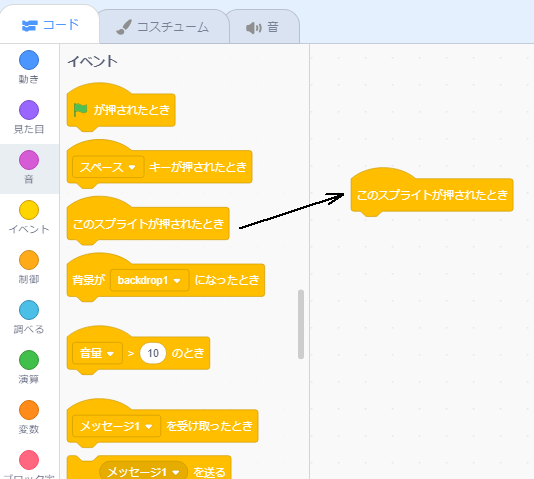 コード
コスチューム
音
動き
見た目
音
イベント
制御
調べる
演算
変数
イベント
が押されたとき
スペース キーが押されたとき
このスプライトが押されたとき
背景が backdrop1 になったとき
音量 > 10 のとき
メッセージ1 を受け取ったとき
メッセージ1 を送る
このスプライトが押されたとき